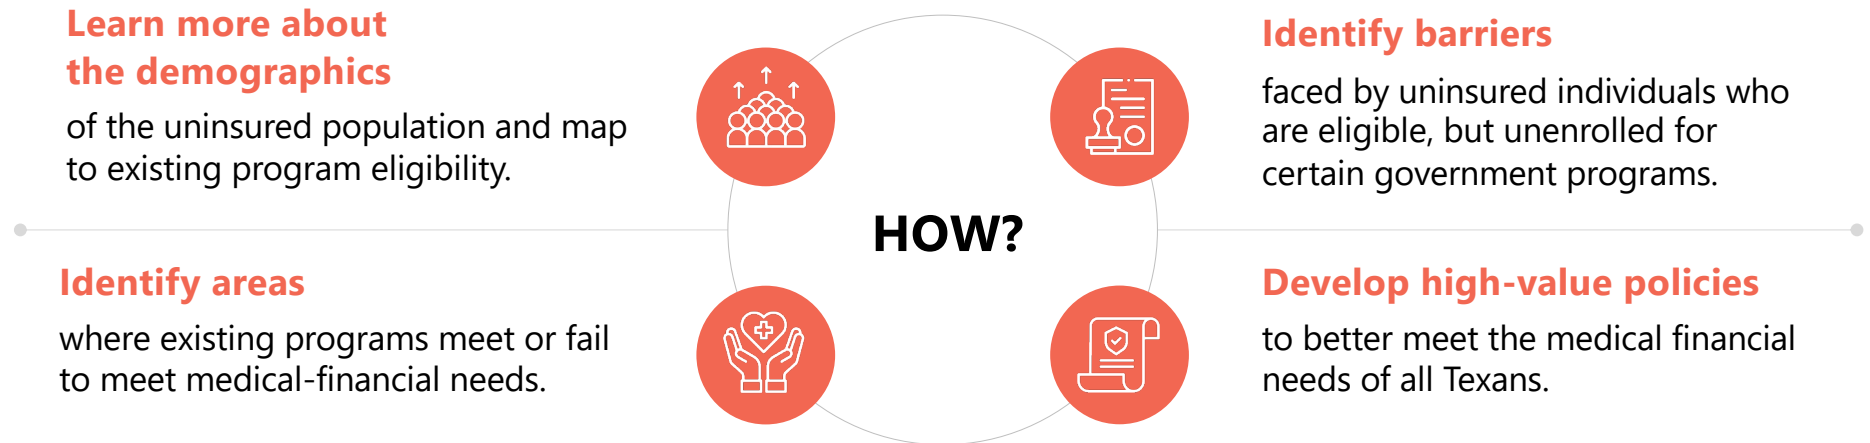 Learn more about
the demographics
of the uninsured population and map
to existing program eligibility.
Identify barriers
faced by uninsured individuals who
are eligible, but unenrolled for
certain government programs.
HOW?
Identify areas
where existing programs meet or fail
to meet medical-financial needs.
Develop high-value policies
to better meet the medical financial
needs of all Texans.